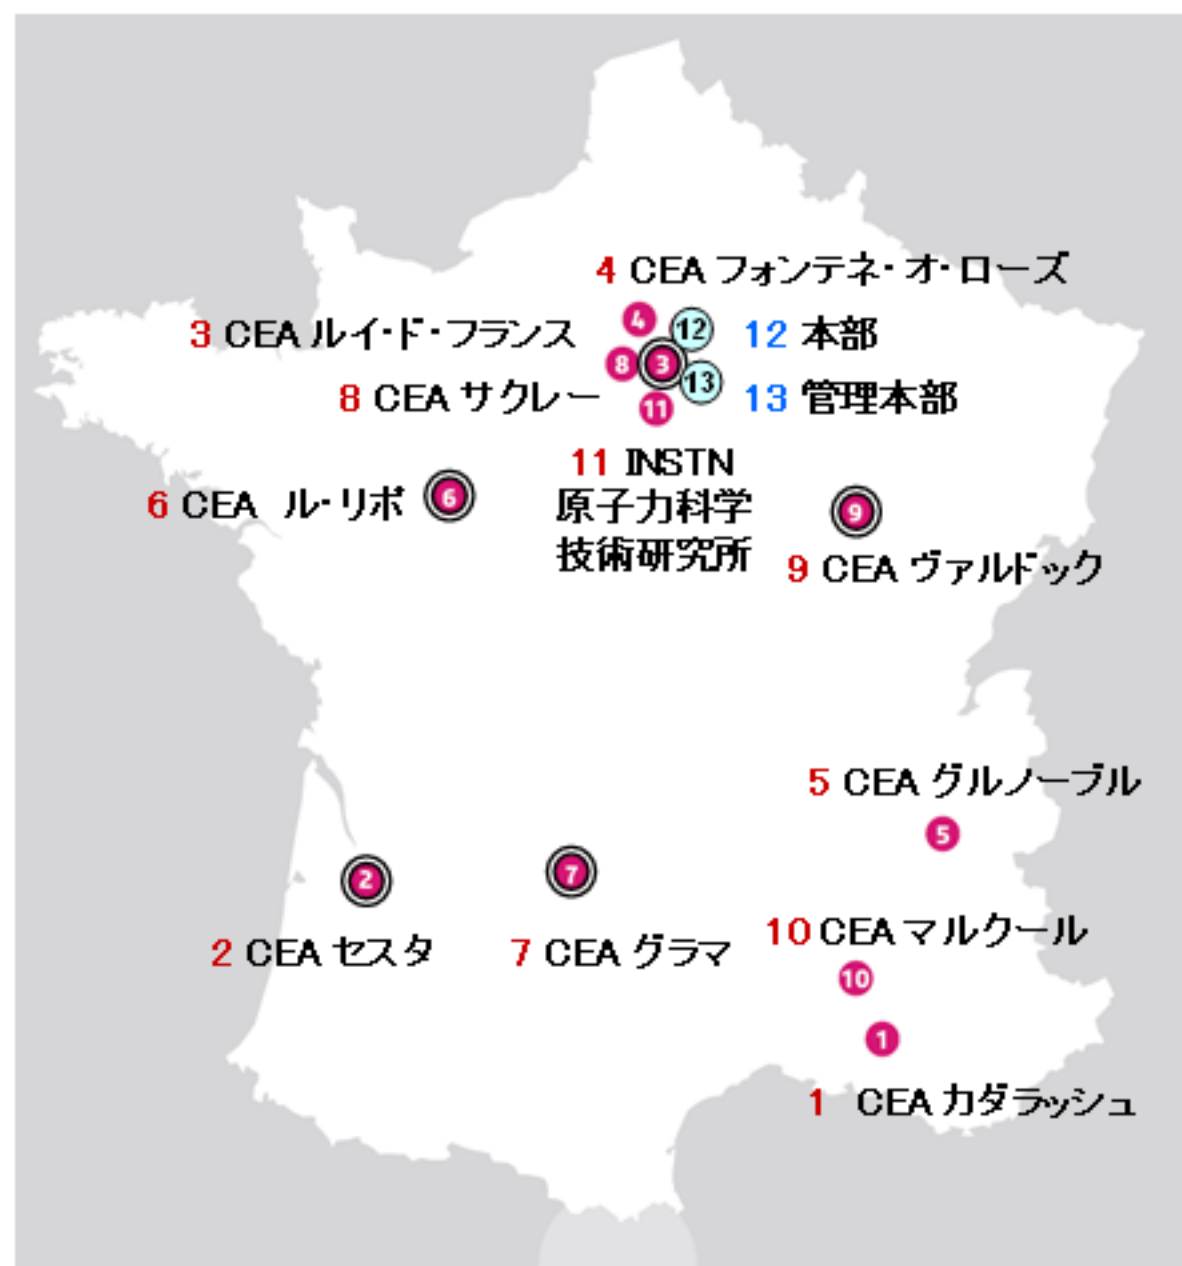 4 CEA フォンテネ・オ・ローズ
4
12
3 CEA ルイ・ド・フランス
12 本部
8
3
13
8 CEA サクレー
13 管理本部
11
11 INSTN
原子力科学
技術研究所
6 CEA ル・リポ
6
9
9 CEA ヴァルドック
5 CEA グルノーブル
5
2
7
2 CEA セスタ
7 CEA グラマ
10 CEA マルクール
10
1
1 CEA カダラッシュ